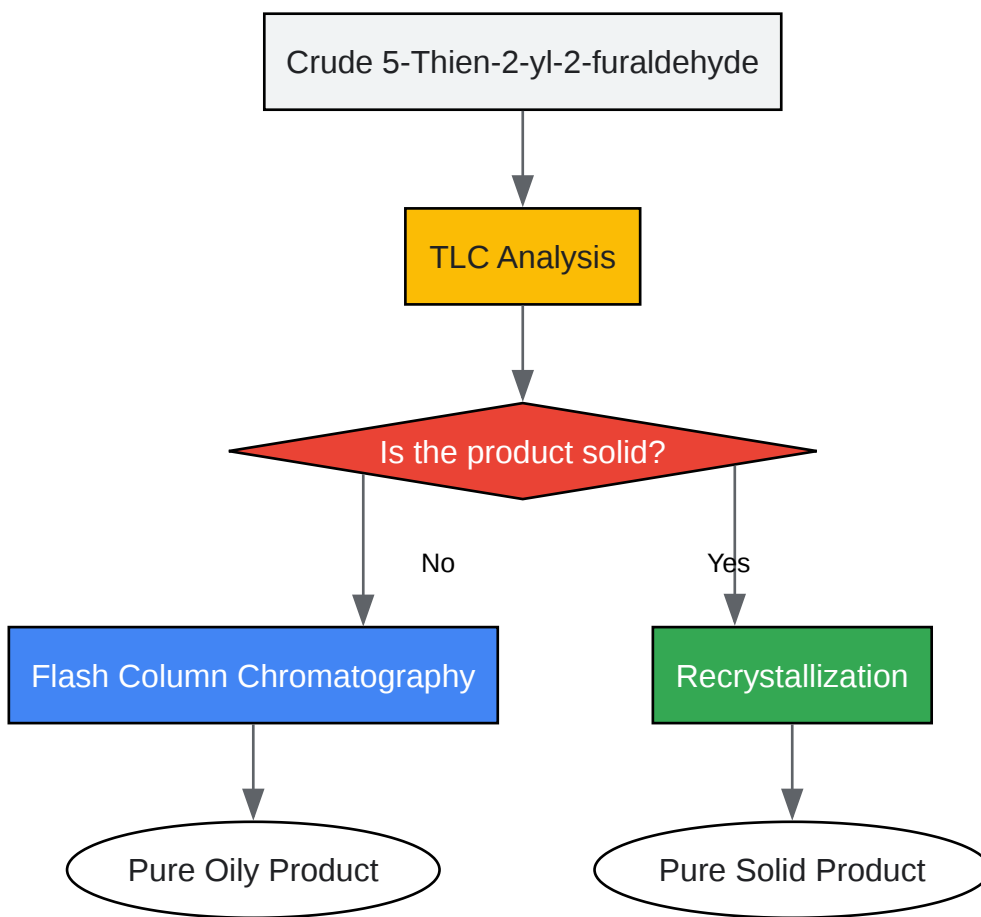 Crude 5-Thien-2-yl-2-furaldehyde
TLC Analysis
Is the product solid?
No
Yes
Flash Column Chromatography
Recrystallization
Pure Oily Product
Pure Solid Product